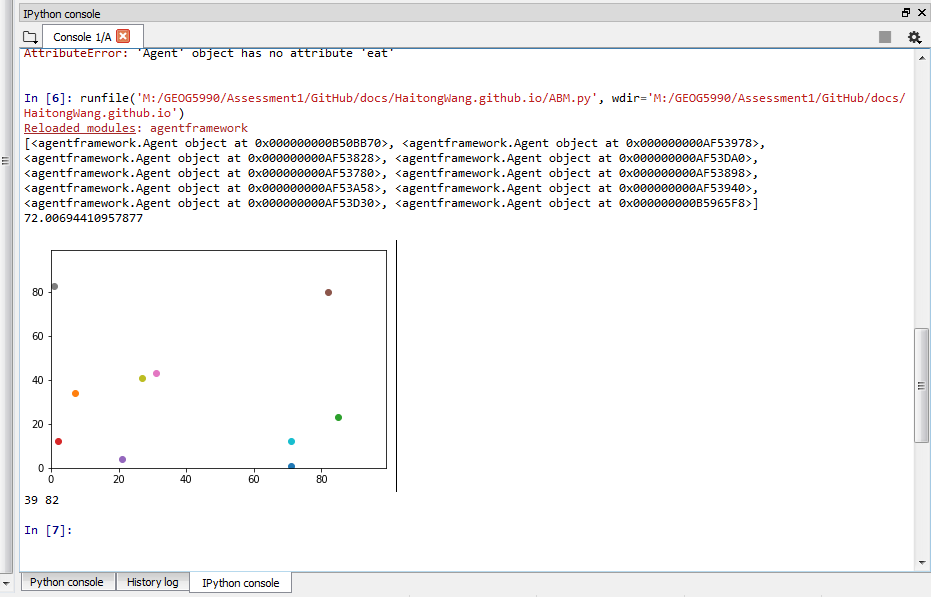 IPython console
Console 1/A
AttributeError: 'Agent' object has no attribute 'eat'
In [6]: runfile('M:/GEOG5990/Assessment1/GitHub/docs/HaitongWang.github.io/ABM.py', wdir='M:/GEOG5990/Assessment1/GitHub/docs/
HaitongWang.github.io')
Reloaded modules: agentframework
[<agentframework.Agent object at 0x000000000B50BB70>, <agentframework.Agent object at 0x000000000AF53978>,
<agentframework.Agent object at 0x000000000AF53828>, <agentframework.Agent object at 0x000000000AF53DA0>,
<agentframework.Agent object at 0x000000000AF53780>, <agentframework.Agent object at 0x000000000AF53898>,
<agentframework.Agent object at 0x000000000AF53A58>, <agentframework.Agent object at 0x000000000AF53940>,
<agentframework.Agent object at 0x000000000AF53D30>, <agentframework.Agent object at 0x000000000B5965F8>]
72.00694410957877
80
60
40
20
0
0 20 40 60 80
39 82
In [7]:
Python console History log IPython console